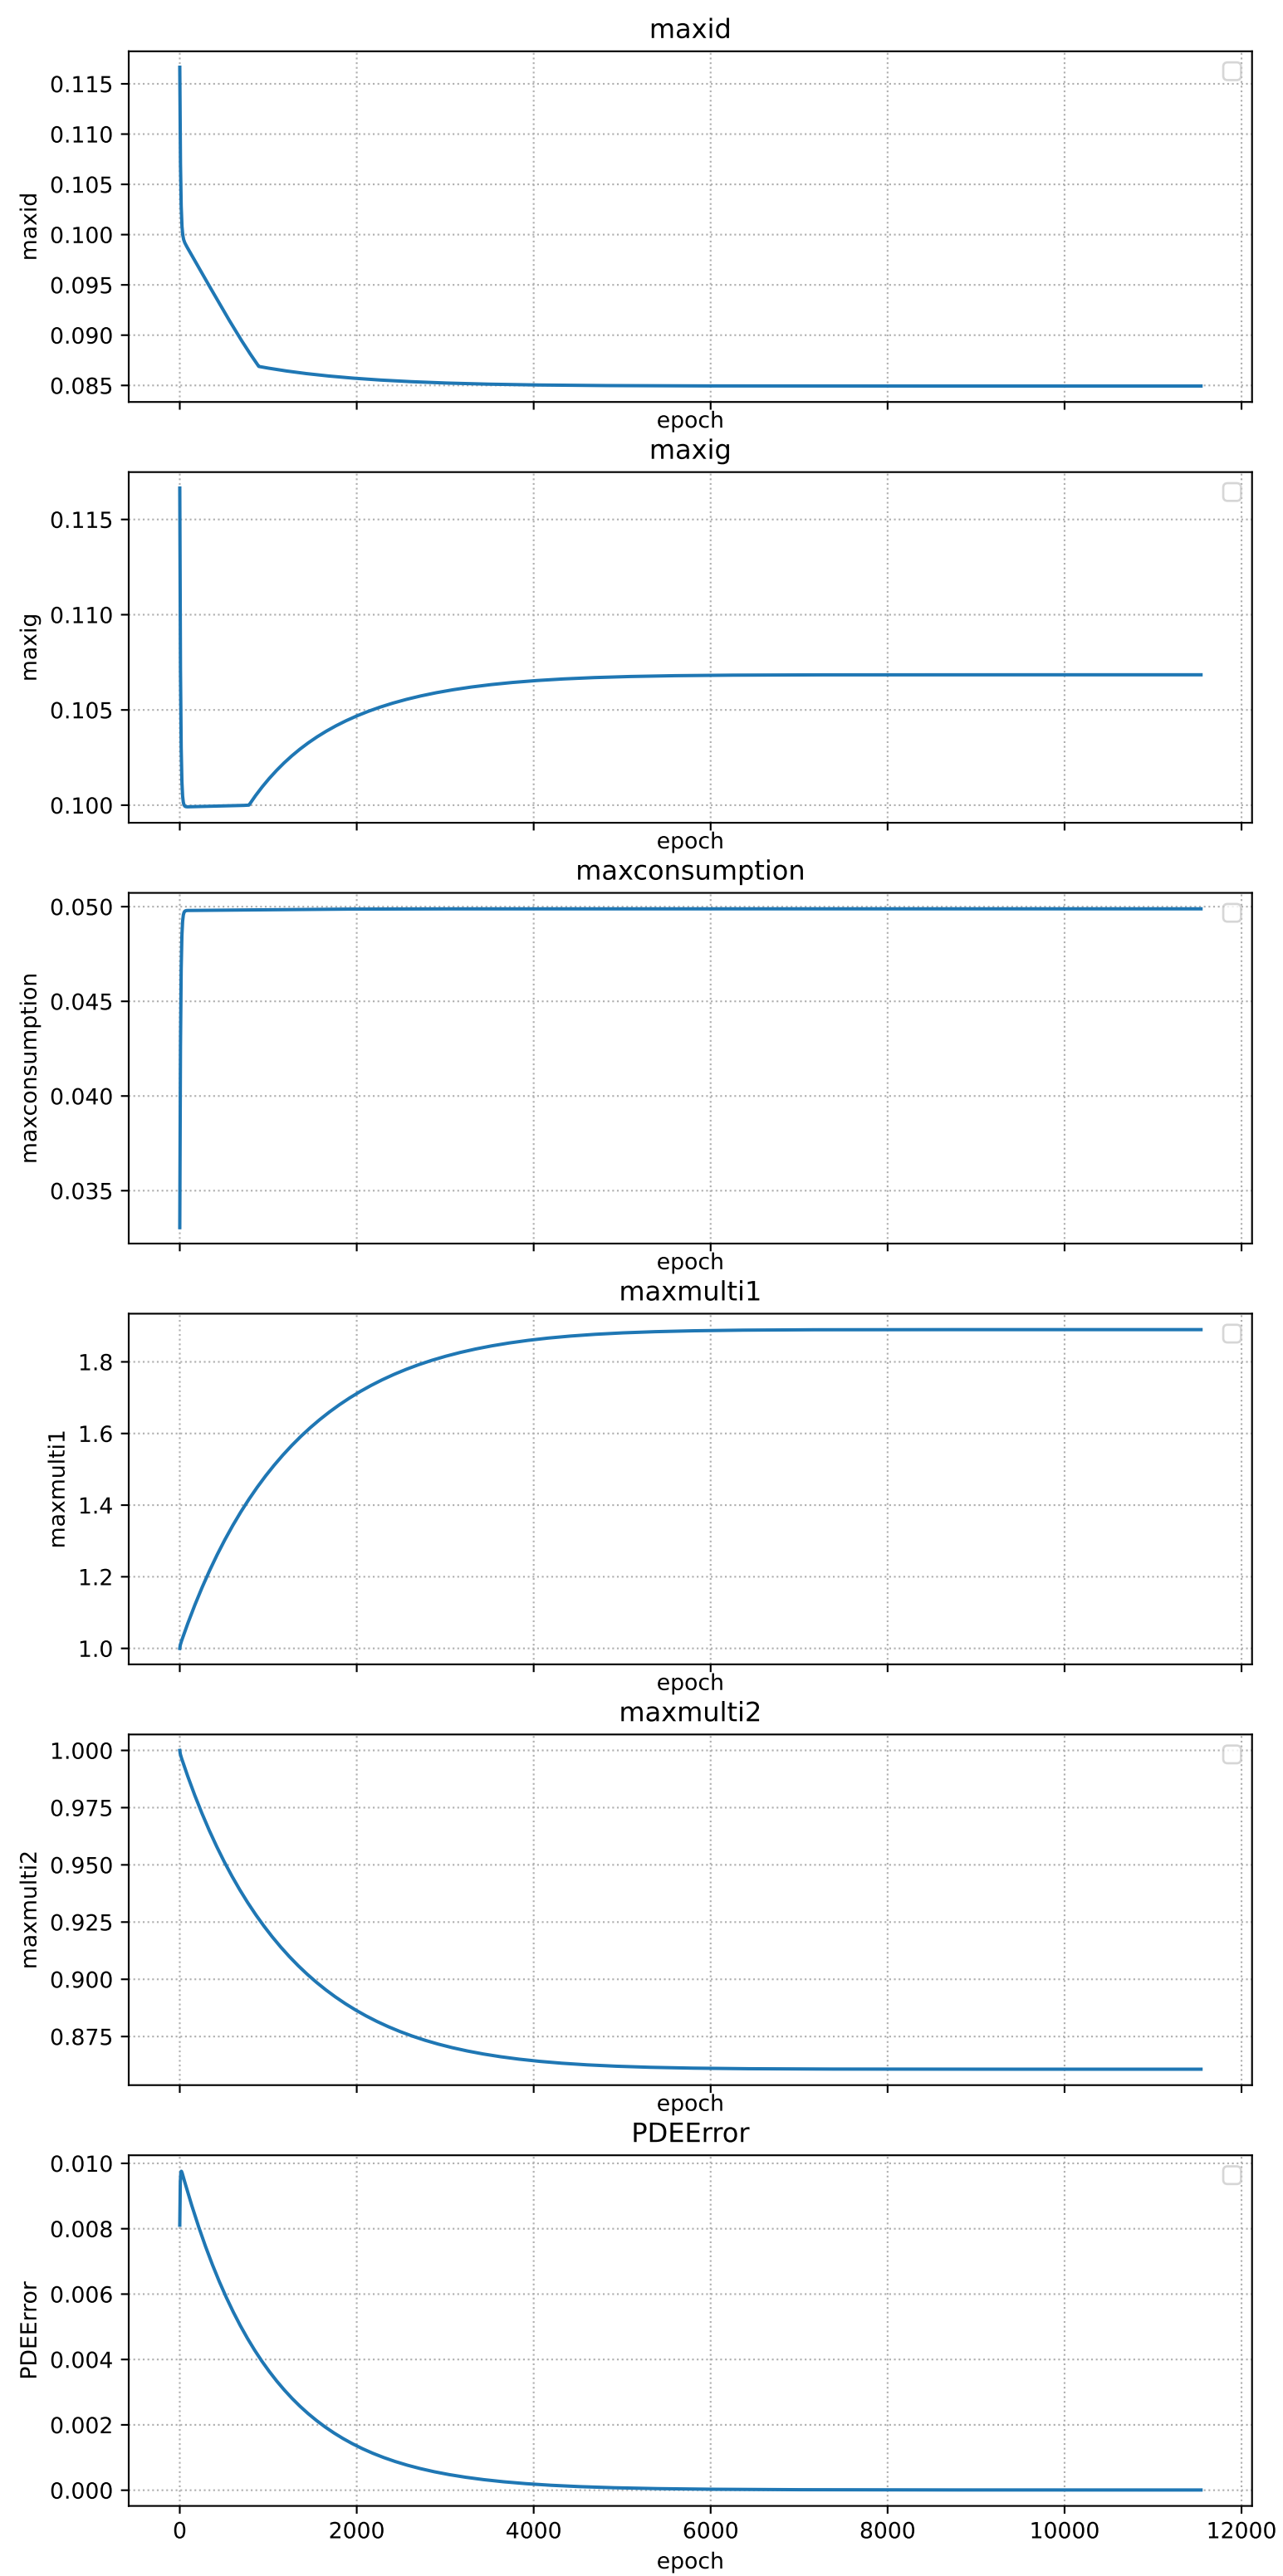 maxid
0.115
0.110
0.105
0.100
0.095
0.090
0.085
maxid
epoch
maxig
0.115
0.110
0.105
0.100
maxig
epoch
maxconsumption
0.050
0.045
0.040
0.035
maxconsumption
epoch
maxmulti1
1.8
1.6
1.4
1.2
1.0
maxmulti1
epoch
maxmulti2
1.000
0.975
0.950
0.925
0.900
0.875
maxmulti2
epoch
PDEError
0.010
0.008
0.006
0.004
0.002
0.000
PDEError
0 2000 4000 6000 8000 10000 12000
epoch